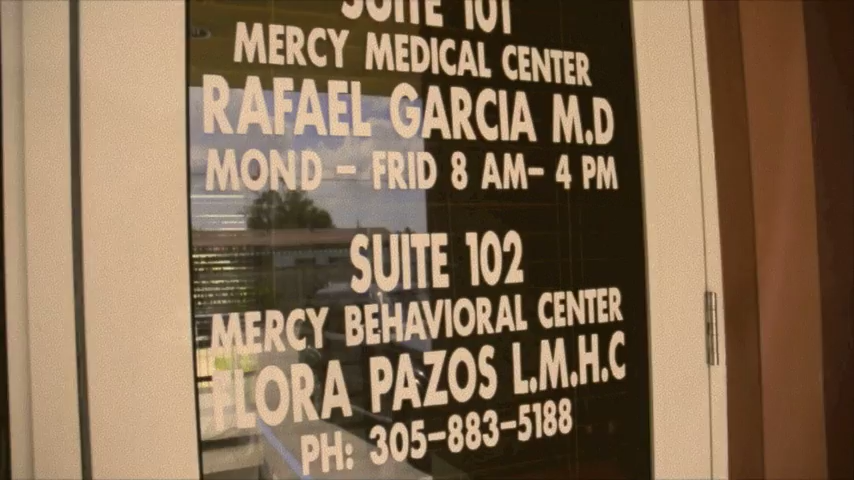 SUITE 101
MERCY MEDICAL CENTER
RAFAEL GARCIA M.D
MOND - FRID 8 AM- 4 PM
SUITE 102
MERCY BEHAVIORAL CENTER
FLORA PAZOS L.M.H.C
PH: 305-883-5188